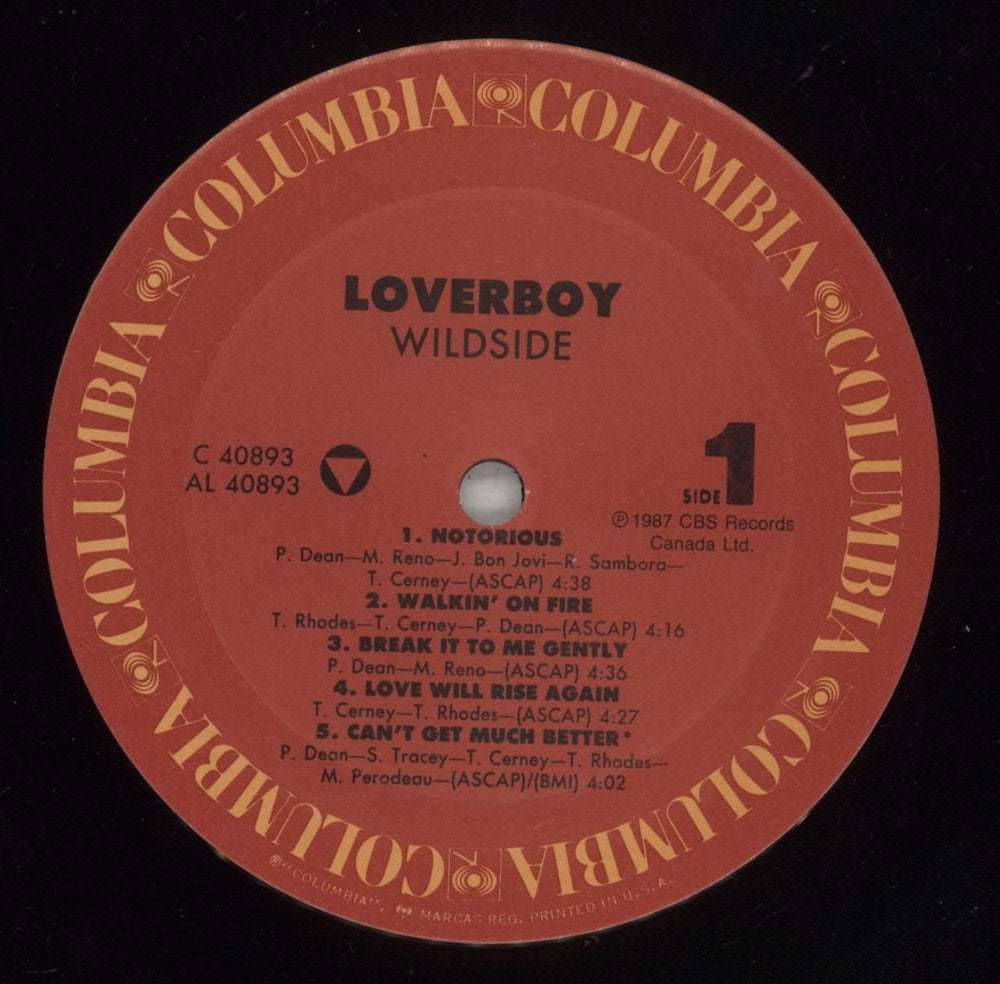 COLUMBIA COLUMBIA COLUMBIA COLUMBIA COLUMBIA COLUMBIA COLUMBIA COLUMBIA
LOVERBOY
WILDSIDE
C 40893
AL 40893
SIDE 1
℗ 1987 CBS Records
Canada Ltd.
1. NOTORIOUS
P. Dean—M. Reno—J. Bon Jovi—R. Sambora—
T. Cerney—(ASCAP) 4:38
2. WALKIN' ON FIRE
T. Rhodes—T. Cerney—P. Dean—(ASCAP) 4:16
3. BREAK IT TO ME GENTLY
P. Dean—M. Reno—(ASCAP) 4:36
4. LOVE WILL RISE AGAIN
T. Cerney—T. Rhodes—(ASCAP) 4:27
5. CAN'T GET MUCH BETTER*
P. Dean—S. Tracey—T. Cerney—T. Rhodes—
M. Perodeau—(ASCAP)/(BMI) 4:02
®"COLUMBIA", MARCAS REG. PRINTED IN U.S.A.